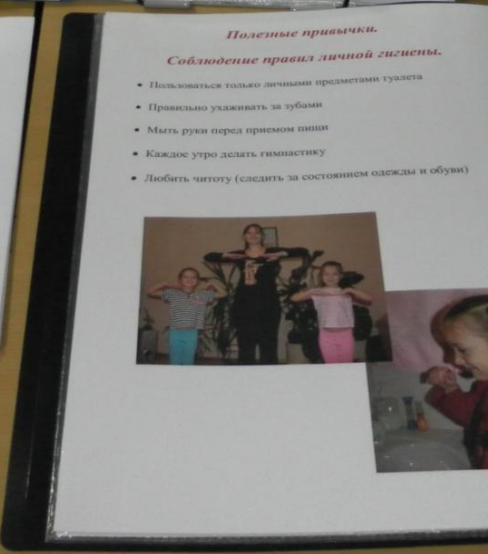 Полезные привычки.
Соблюдение правил личной гигиены.
• Пользоваться только личными предметами туалета
• Правильно ухаживать за зубами
• Мыть руки перед приемом пищи
• Каждое утро делать гимнастику
• Любить читоту (следить за состоянием одежды и обуви)